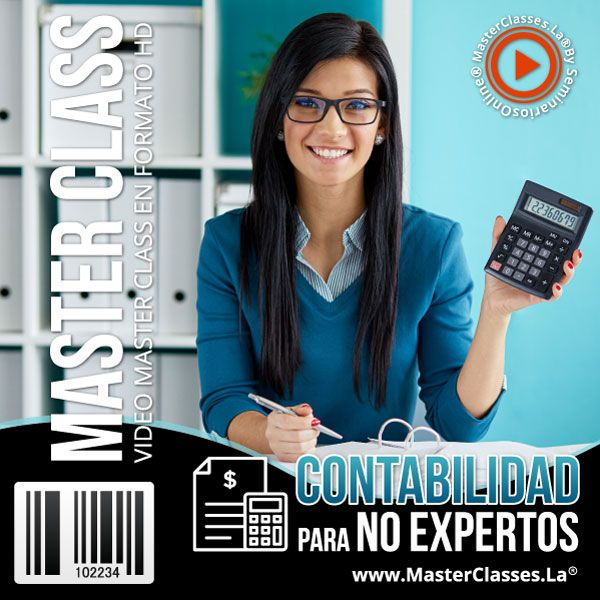 MASTER CLASS
VIDEO MASTER CLASS EN FORMATO HD
MasterClasses.La® By SeminariosOnline®
$
CONTABILIDAD
PARA NO EXPERTOS
www.MasterClasses.La®
102234